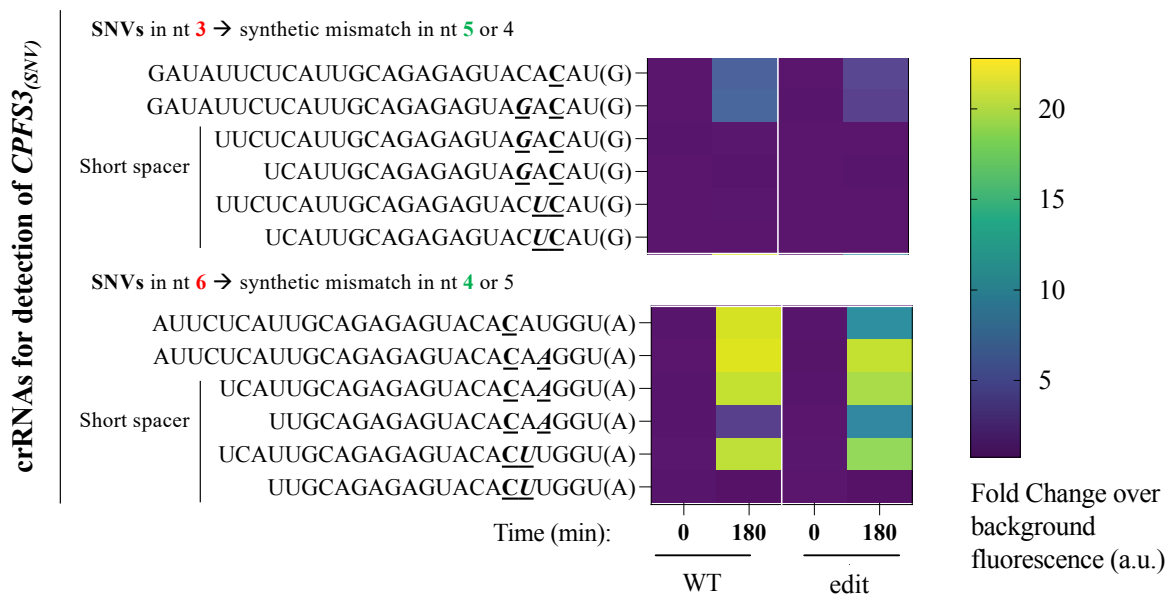 crRNAs for detection of CPFS3(SNV)
SNVs in nt 3 → synthetic mismatch in nt 5 or 4
GAUAUUCUCAUUGCAGAGAGUACACAU(G)
GAUAUUCUCAUUGCAGAGAGUAGACAU(G)
Short spacer
UUCUCAUUGCAGAGAGUAGACAU(G)
UCAUUGCAGAGAGUAGACAU(G)
UUCUCAUUGCAGAGAGUACUCAU(G)
UCAUUGCAGAGAGUACUCAU(G)
SNVs in nt 6 → synthetic mismatch in nt 4 or 5
AUUCUCAUUGCAGAGAGUACACAUGGU(A)
AUUCUCAUUGCAGAGAGUACACAAGGU(A)
Short spacer
UCAUUGCAGAGAGUACACAAGGU(A)
UUGCAGAGAGUACACAAGGU(A)
UCAUUGCAGAGAGUACACUUGGU(A)
UUGCAGAGAGUACACUUGGU(A)
Time (min):
0 180 0 180
WT edit
20
15
10
5
Fold Change over
background
fluorescence (a.u.)